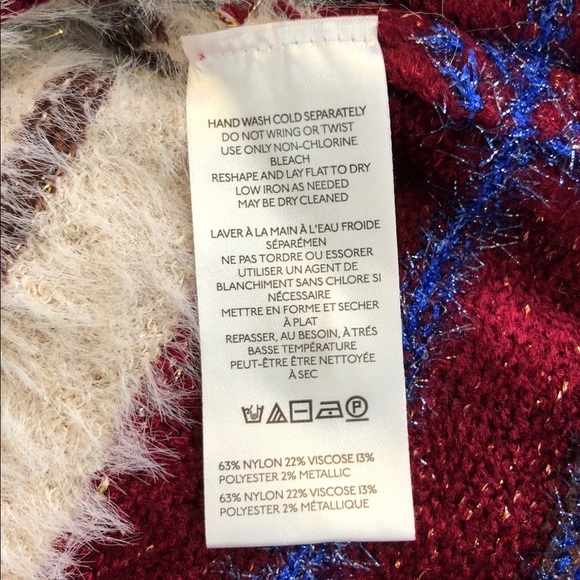 HAND WASH COLD SEPARATELY
DO NOT WRING OR TWIST
USE ONLY NON-CHLORINE
BLEACH
RESHAPE AND LAY FLAT TO DRY
LOW IRON AS NEEDED
MAY BE DRY CLEANED
LAVER À LA MAIN À L'EAU FROIDE
SÉPARÉMEN
NE PAS TORDRE OU ESSORER
UTILISER UN AGENT DE
BLANCHIMENT SANS CHLORE SI
NÉCESSAIRE
METTRE EN FORME ET SECHER
À PLAT
REPASSER, AU BESOIN, À TRÉS
BASSE TEMPÉRATURE
PEUT-ÊTRE ÊTRE NETTOYÉE
À SEC
P
63% NYLON 22% VISCOSE 13%
POLYESTER 2% METALLIC
63% NYLON 22% VISCOSE 13%
POLYESTER 2% MÉTALLIQUE